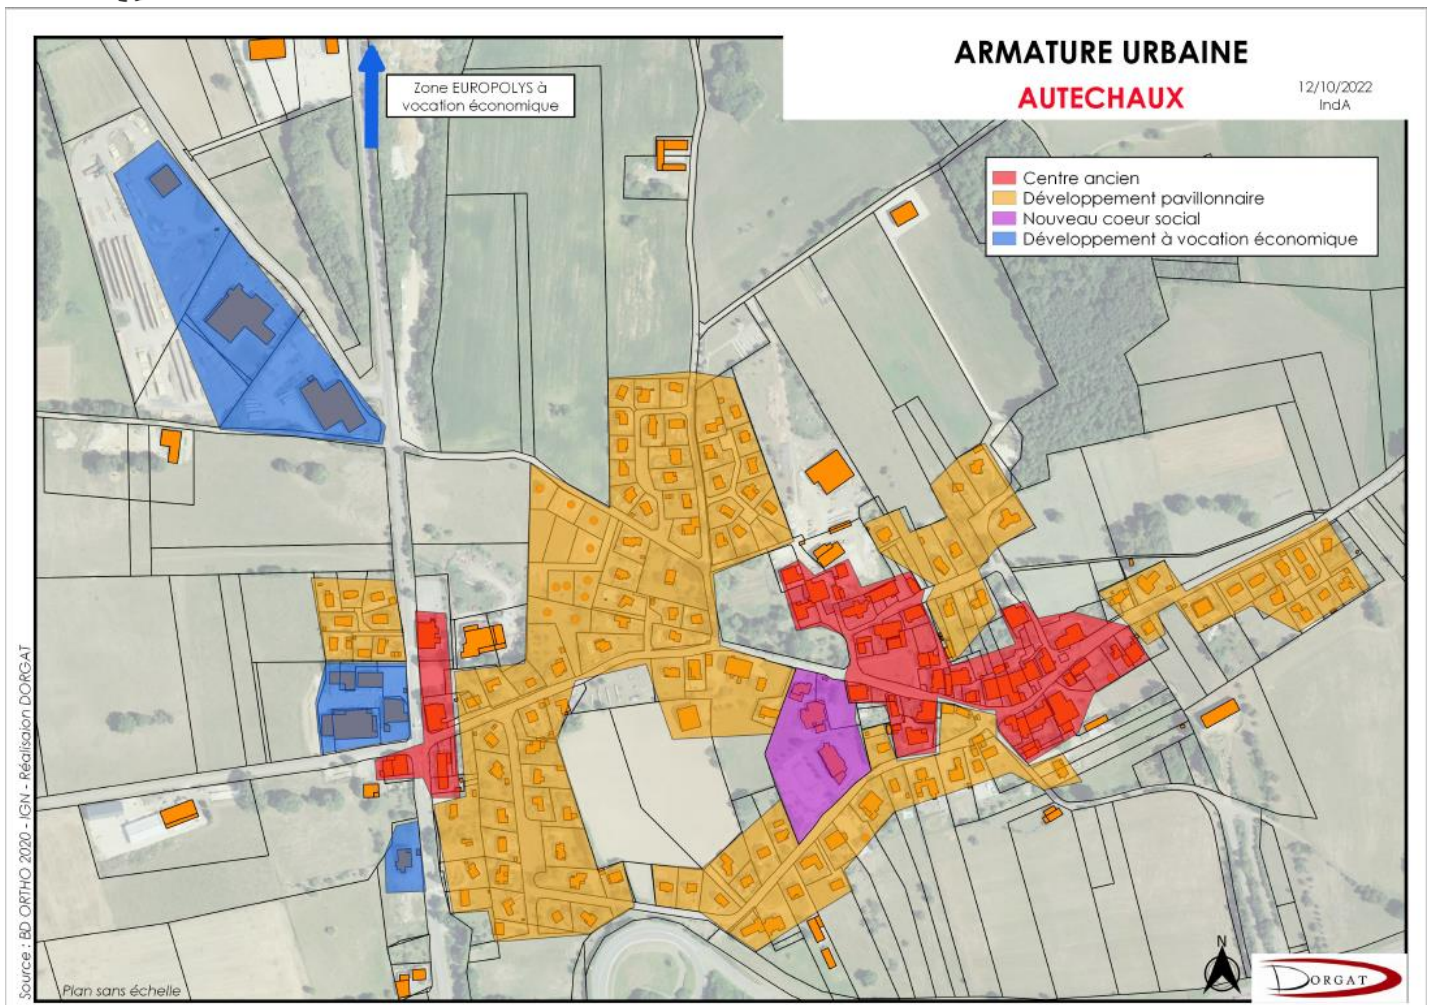 ARMATURE URBAINE
AUTECHAUX
12/10/2022
IndA
Zone EUROPOLYS à
vocation économique
Centre ancien
Développement pavillonnaire
Nouveau coeur social
Développement à vocation économique
Source : BD ORTHO 2020 - IGN - Réalisaion DORGAT
Plan sans échelle
N
DORGAT